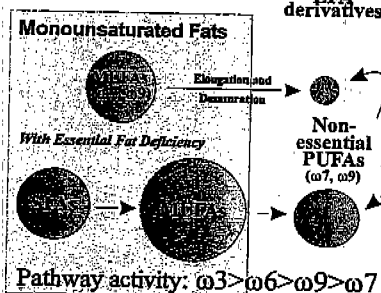 derivatives
Monounsaturated Fats
MUFAs
Elongation and
Desaturation
With Essential Fat Deficiency
Non-
essential
PUFAs
(ω7, ω9)
SFAs
MUFAs
Pathway activity: ω3>ω6>ω9>ω7